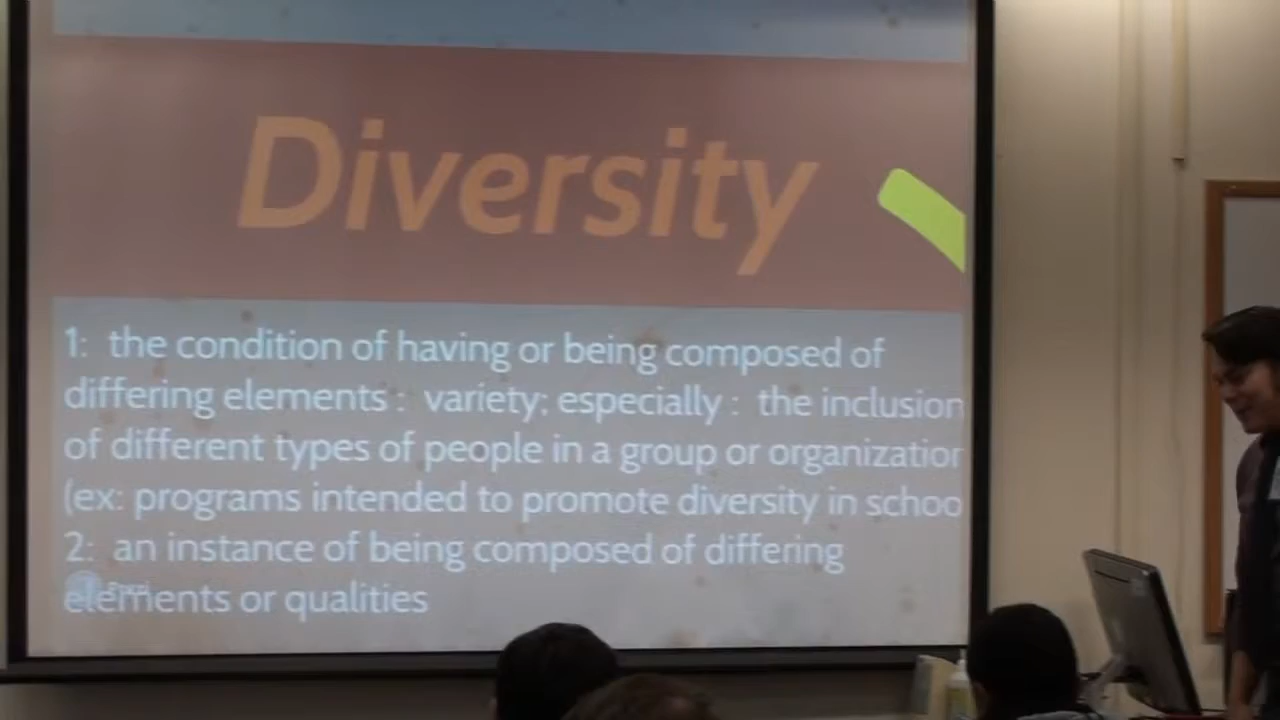 Diversity
1: the condition of having or being composed of
differing elements : variety; especially : the inclusion
of different types of people in a group or organization
(ex: programs intended to promote diversity in schoo
2: an instance of being composed of differing
elements or qualities